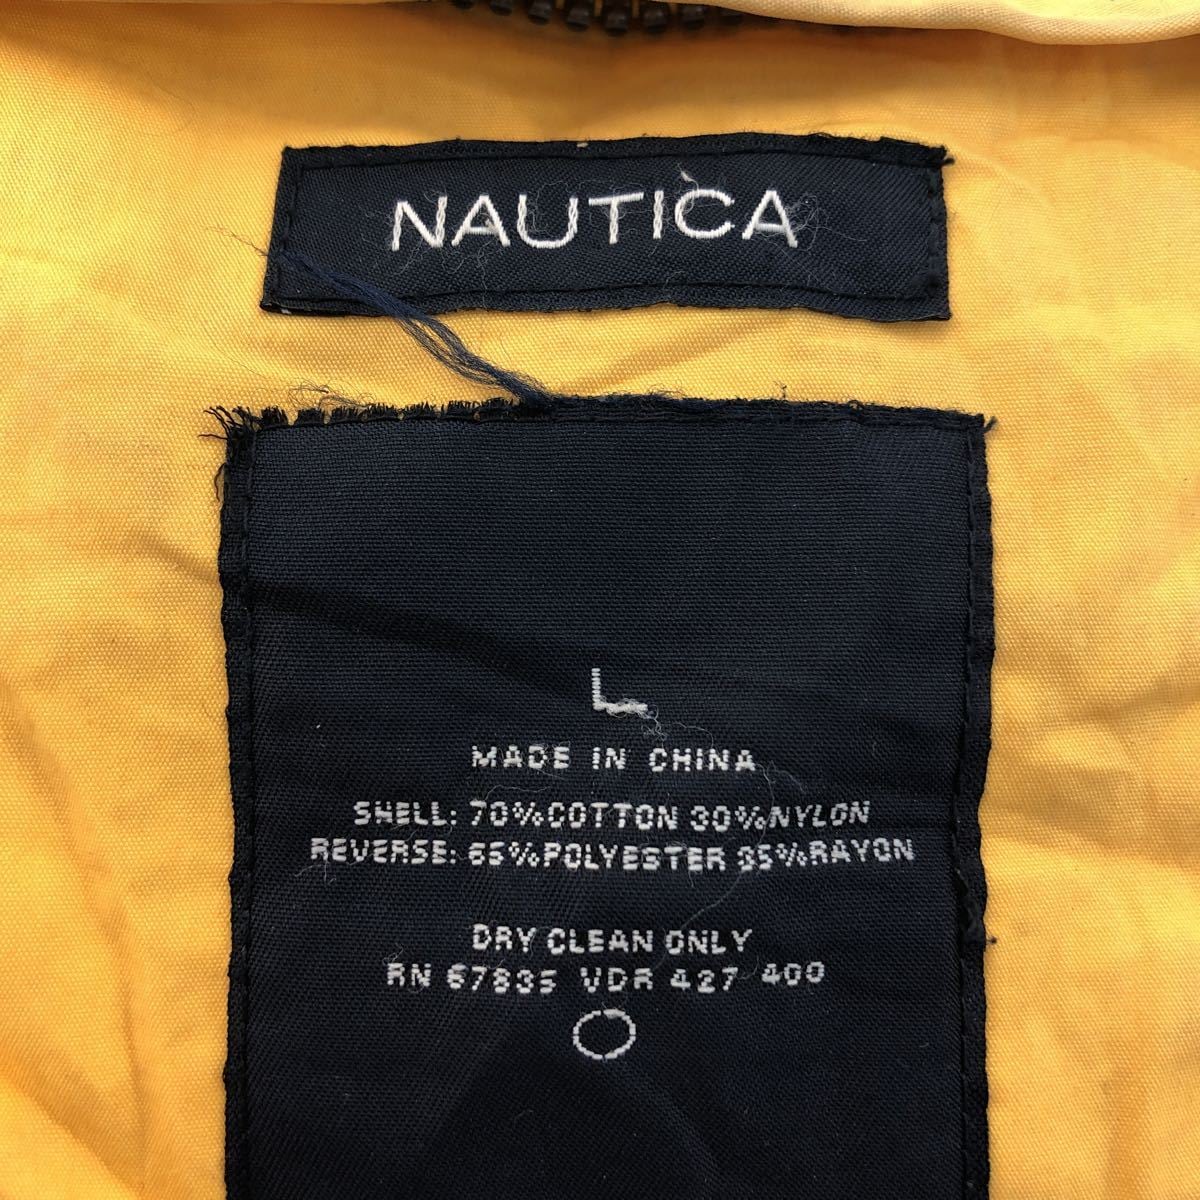 NAUTICA
L
MADE IN CHINA
SHELL: 70%COTTON 30%NYLON
REVERSE: 65%POLYESTER 35%RAYON
DRY CLEAN ONLY
RN 67835 VDR 427 400